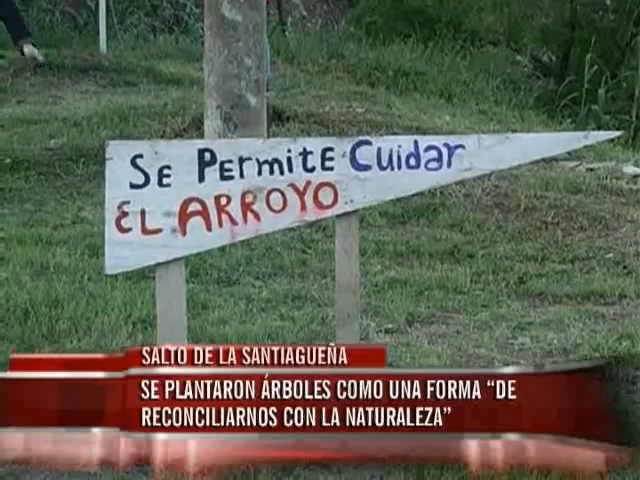 Se Permite Cuidar
EL ARROYO
SALTO DE LA SANTIAGUEÑA
SE PLANTARON ÁRBOLES COMO UNA FORMA “DE
RECONCILIARNOS CON LA NATURALEZA”